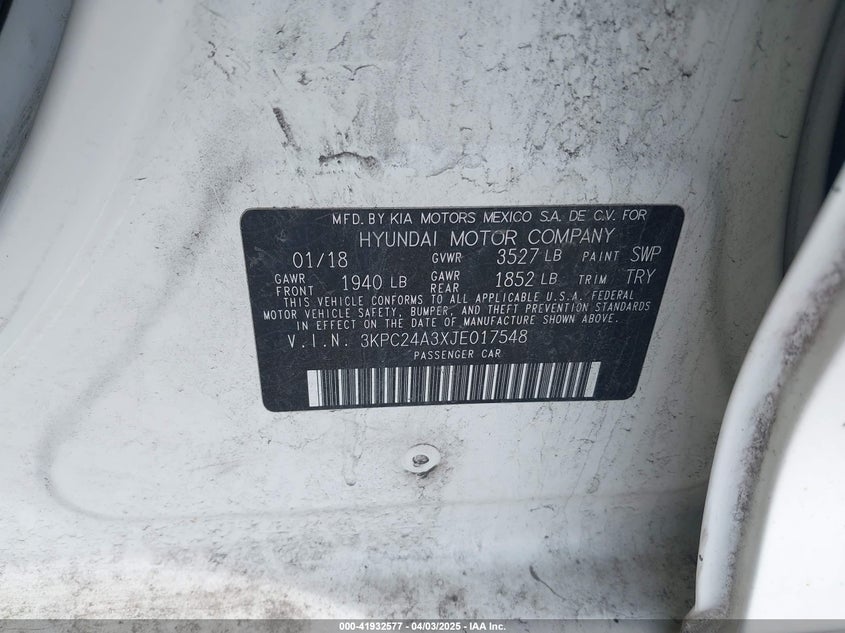 MFD. BY KIA MOTORS MEXICO S.A. DE C.V. FOR
HYUNDAI MOTOR COMPANY
01/18 GVWR 3527 LB PAINT SWP
GAWR FRONT 1940 LB GAWR REAR 1852 LB TRIM TRY
THIS VEHICLE CONFORMS TO ALL APPLICABLE U.S.A. FEDERAL
MOTOR VEHICLE SAFETY, BUMPER, AND THEFT PREVENTION STANDARDS
IN EFFECT ON THE DATE OF MANUFACTURE SHOWN ABOVE.
V.I.N. 3KPC24A3XJE017548
PASSENGER CAR
000-41932577 - 04/03/2025 - IAA Inc.